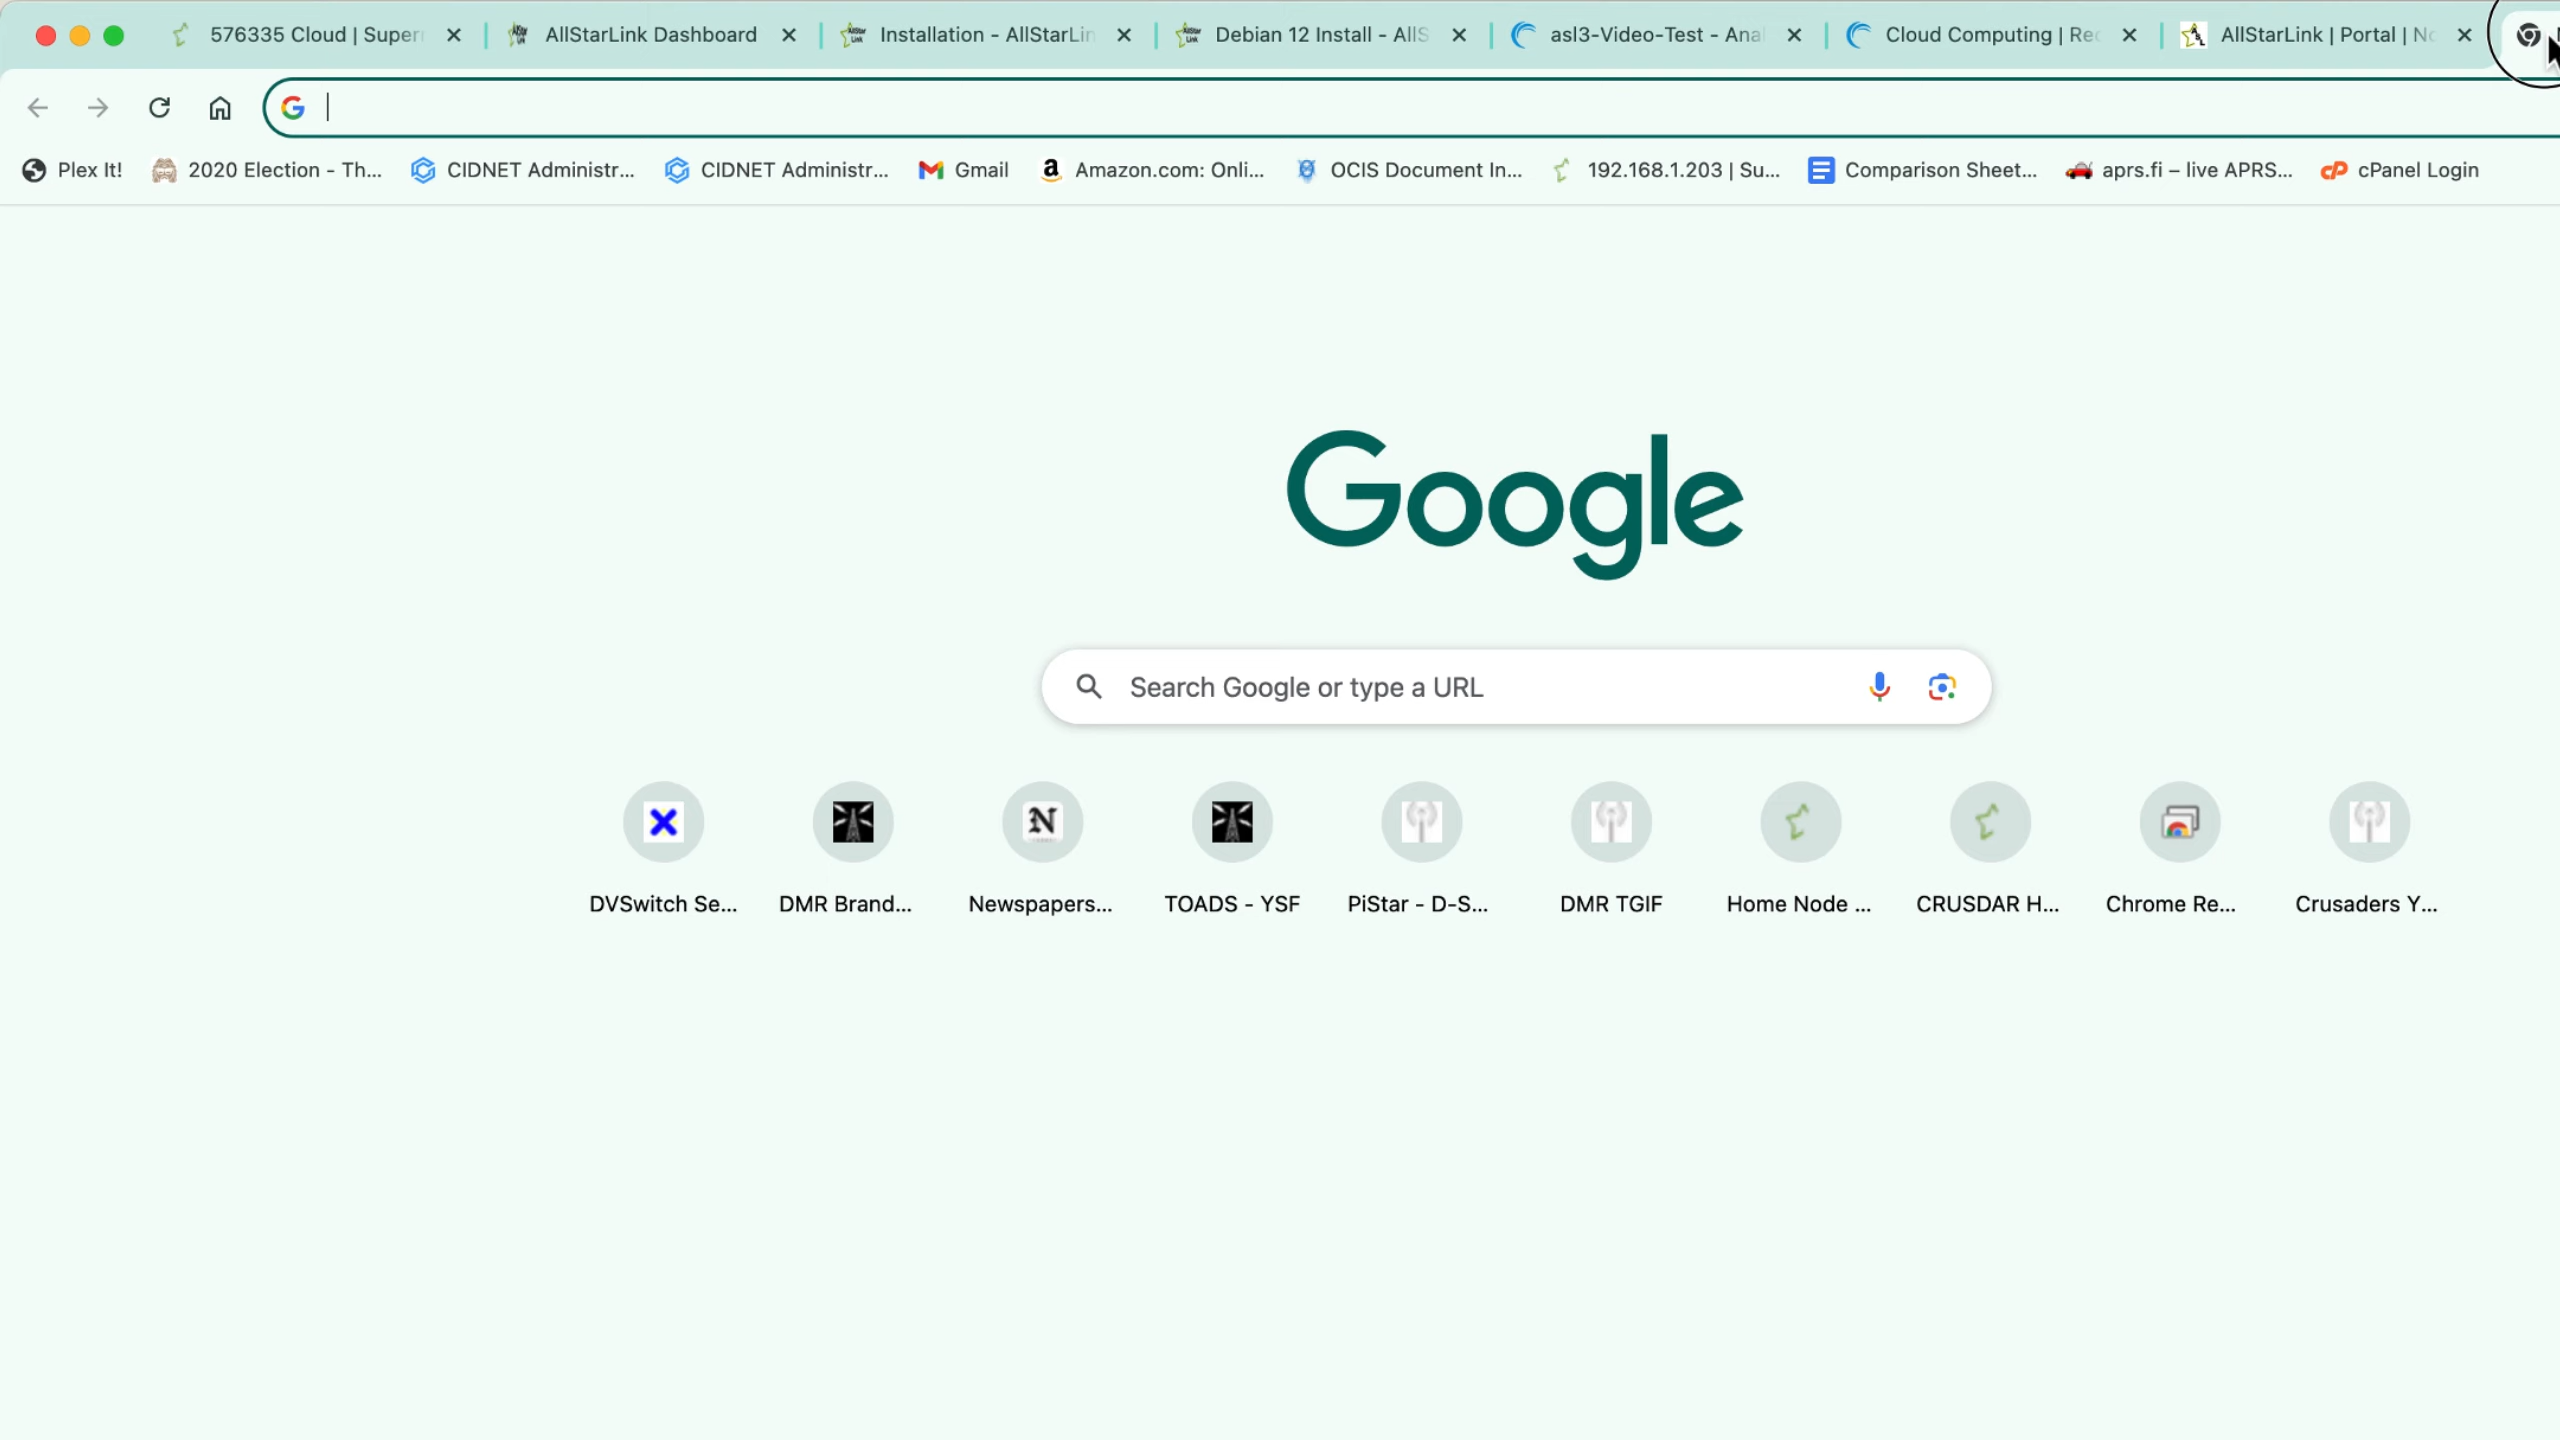 576335 Cloud | Super
AllStarLink Dashboard
Installation - AllStarLin
Debian 12 Install - AllS
asl3-Video-Test - Ana
Cloud Computing | Re
AllStarLink | Portal | No
Plex It!
2020 Election - Th...
CIDNET Administr...
CIDNET Administr...
Gmail
Amazon.com: Onli...
OCIS Document In...
192.168.1.203 | Su...
Comparison Sheet...
aprs.fi – live APRS...
cPanel Login
Google
Search Google or type a URL
DVSwitch Se...
DMR Brand...
Newspapers...
TOADS - YSF
PiStar - D-S...
DMR TGIF
Home Node ...
CRUSDAR H...
Chrome Re...
Crusaders Y...